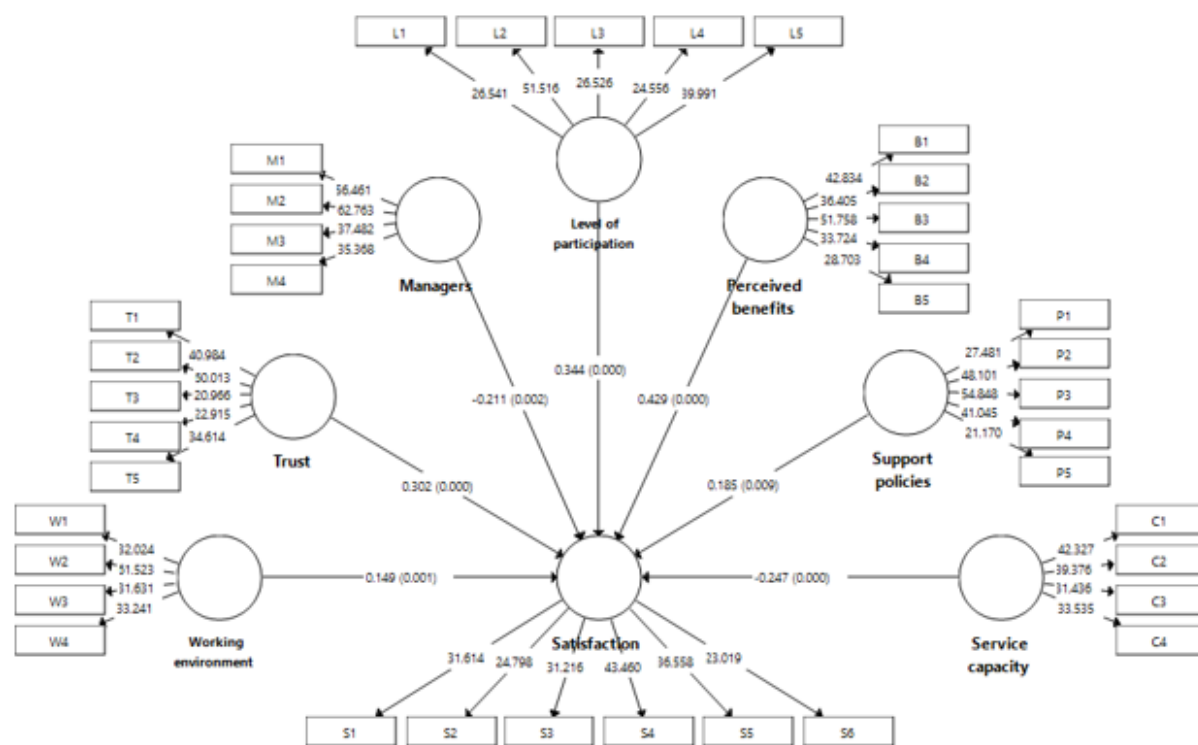 L1
L2
L3
L4
L5
26.541
51.516
26.526
24.556
39.991
Level of
participation
M1
M2
M3
M4
56.461
62.763
37.482
35.368
Managers
B1
B2
B3
B4
B5
42.834
36.405
51.758
33.724
28.703
Perceived
benefits
T1
T2
T3
T4
T5
40.984
50.013
20.966
22.915
34.614
Trust
P1
P2
P3
P4
P5
27.481
48.101
54.848
41.045
21.170
Support
policies
0.344 (0.000)
-0.211 (0.002)
0.429 (0.000)
0.302 (0.000)
0.185 (0.009)
W1
W2
W3
W4
33.241
Working
environment
0.149 (0.001)
-0.247 (0.000)
C1
C2
C3
C4
42.327
39.376
31.436
33.535
Service
capacity
Satisfaction
31.614
24.798
31.216
43.460
36.558
23.019
S1
S2
S3
S4
S5
S6